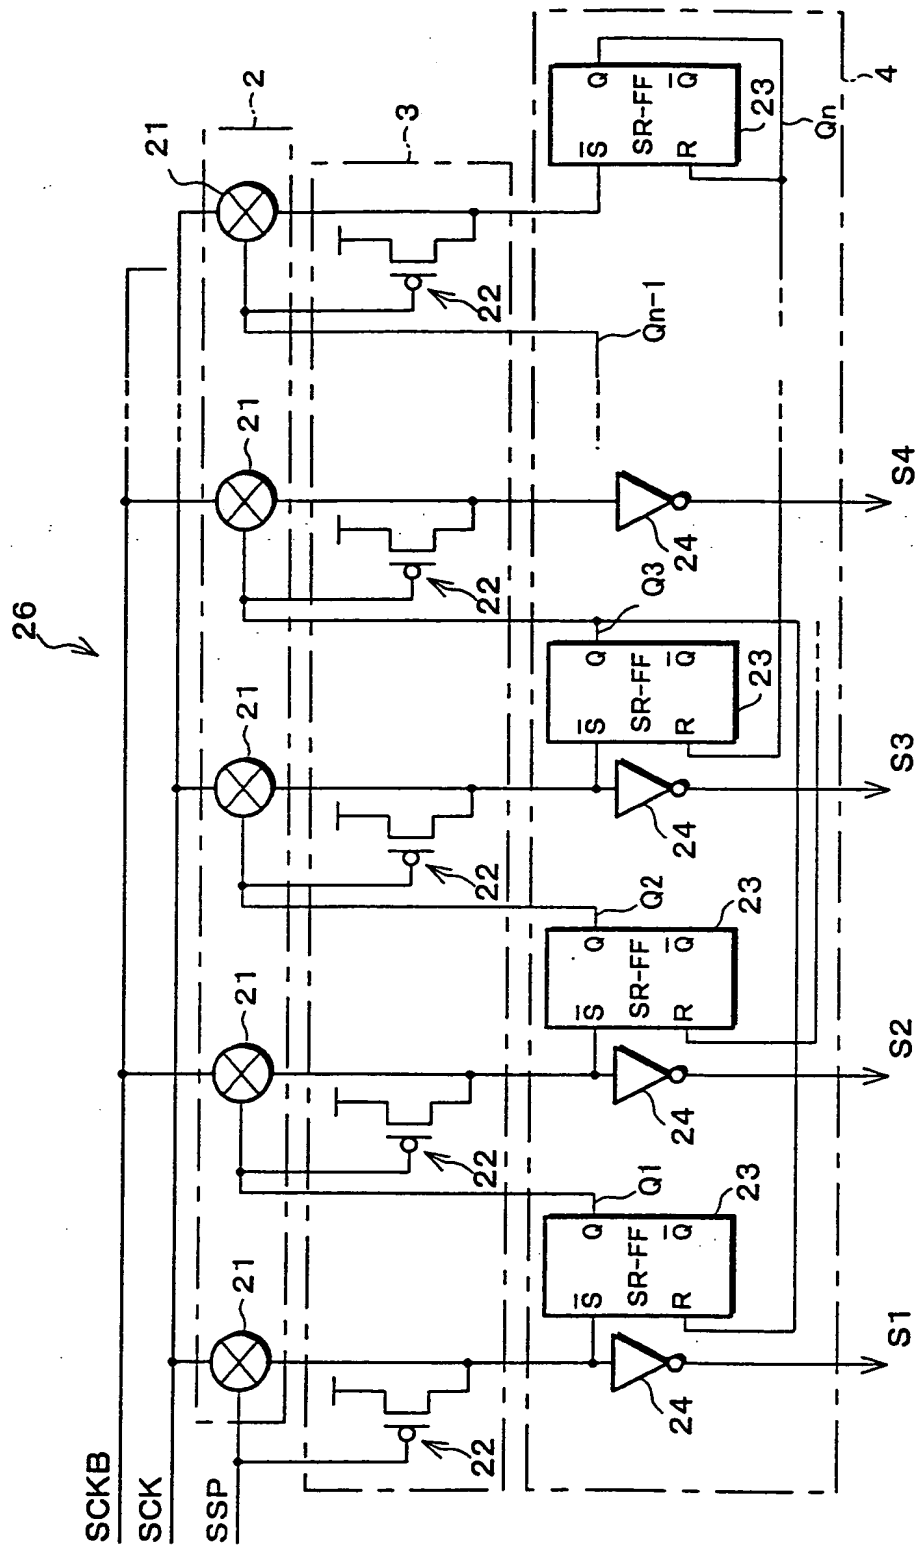 26
SCKB
SCK
SSP
21
21
21
21
21
2
22
22
22
22
22
3
S̅
Q
SR-FF
R
Q̅
23
Q1
S̅
Q
SR-FF
R
Q̅
23
Q2
S̅
Q
SR-FF
R
Q̅
23
Q3
Qn-1
S̅
Q
SR-FF
R
Q̅
23
Qn
4
24
24
24
24
S1
S2
S3
S4